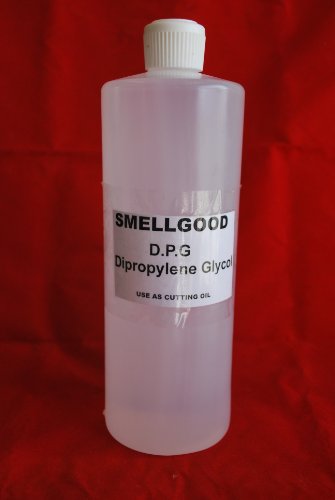 SMELLGOOD
D.P.G
Dipropylene Glycol
USE AS CUTTING OIL